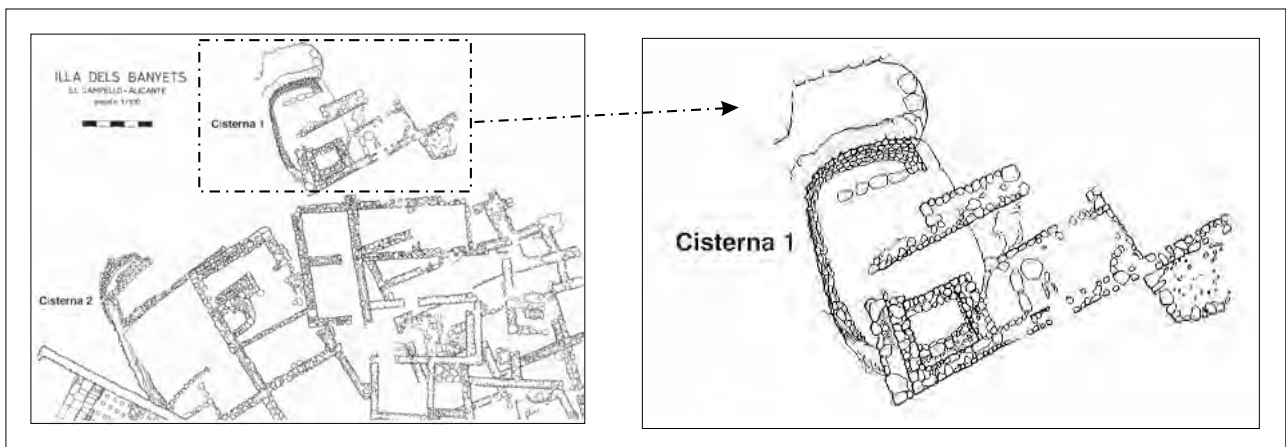 ILLA DELS BANYETS
EL CAMPELLO - ALICANTE
Cisterna 1
Cisterna 2
Cisterna 1